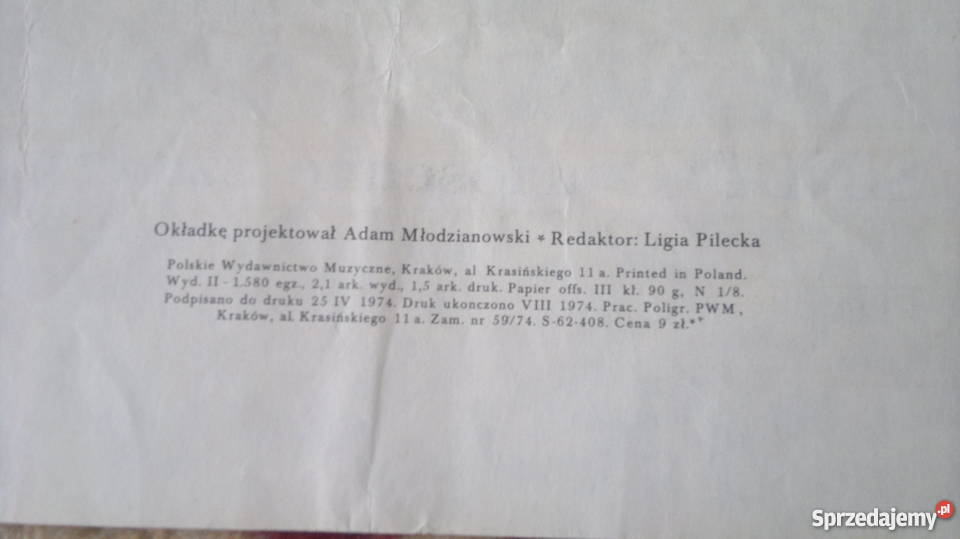 Okładkę projektował Adam Młodzianowski * Redaktor: Ligia Pilecka
Polskie Wydawnictwo Muzyczne, Kraków, al Krasińskiego 11 a. Printed in Poland.
Wyd. II - 1.580 egz., 2,1 ark. wyd., 1,5 ark. druk. Papier offs. III kl. 90 g, N 1/8.
Podpisano do druku 25 IV 1974. Druk ukonczono VIII 1974. Prac. Poligr. PWM,
Kraków, al. Krasińskiego 11 a. Zam. nr 59/74. S-62-408. Cena 9 zł.*+
Sprzedajemy.pl